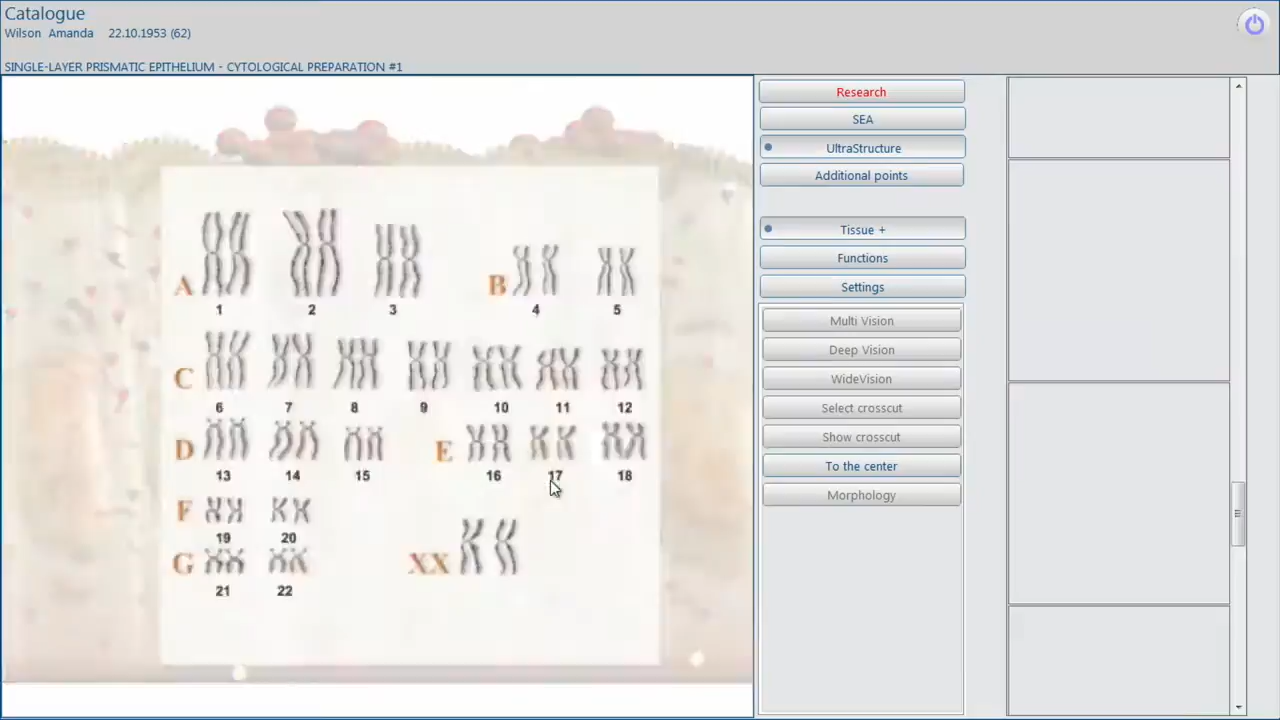 Catalogue
Wilson Amanda 22.10.1953 (62)
SINGLE-LAYER PRISMATIC EPITHELIUM - CYTOLOGICAL PREPARATION #1
A B
1 2 3 4 5
C
6 7 8 9 10 11 12
D E
13 14 15 16 17 18
F
19 20
G XX
21 22
Research
SEA
UltraStructure
Additional points
Tissue +
Functions
Settings
Multi Vision
Deep Vision
WideVision
Select crosscut
Show crosscut
To the center
Morphology